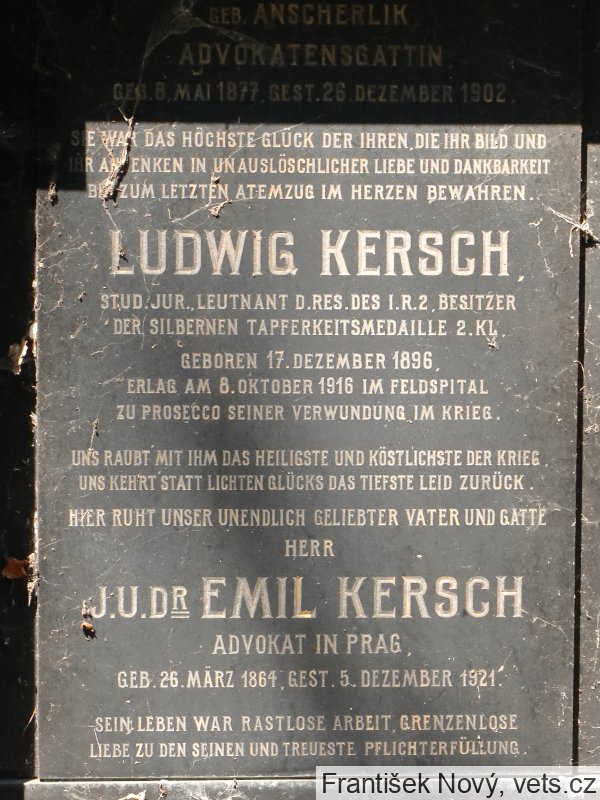 GEB. ANSCHERLIK
ADVOKATENSGATTIN
GEB. 8. MAI 1877, GEST. 26. DEZEMBER 1902.
SIE WAR DAS HÖCHSTE GLÜCK DER IHREN, DIE IHR BILD UND
IHR ANDENKEN IN UNAUSLÖSCHLICHER LIEBE UND DANKBARKEIT
BIS ZUM LETZTEN ATEMZUG IM HERZEN BEWAHREN.
LUDWIG KERSCH
STUD. JUR., LEUTNANT D. RES. DES I. R. 2, BESITZER
DER SILBERNEN TAPFERKEITSMEDAILLE 2. KL.
GEBOREN 17. DEZEMBER 1896,
ERLAG AM 8. OKTOBER 1916 IM FELDSPITAL
ZU PROSECCO SEINER VERWUNDUNG IM KRIEG.
UNS RAUBT MIT IHM DAS HEILIGSTE UND KÖSTLICHSTE DER KRIEG
UNS KEHRT STATT LICHTEN GLÜCKS DAS TIEFSTE LEID ZURÜCK.
HIER RUHT UNSER UNENDLICH GELIEBTER VATER UND GATTE
HERR
J.U.DR EMIL KERSCH
ADVOKAT IN PRAG,
GEB. 26. MÄRZ 1864, GEST. 5. DEZEMBER 1921.
SEIN LEBEN WAR RASTLOSE ARBEIT, GRENZENLOSE
LIEBE ZU DEN SEINEN UND TREUESTE PFLICHTERFÜLLUNG.
František Nový, vets.cz